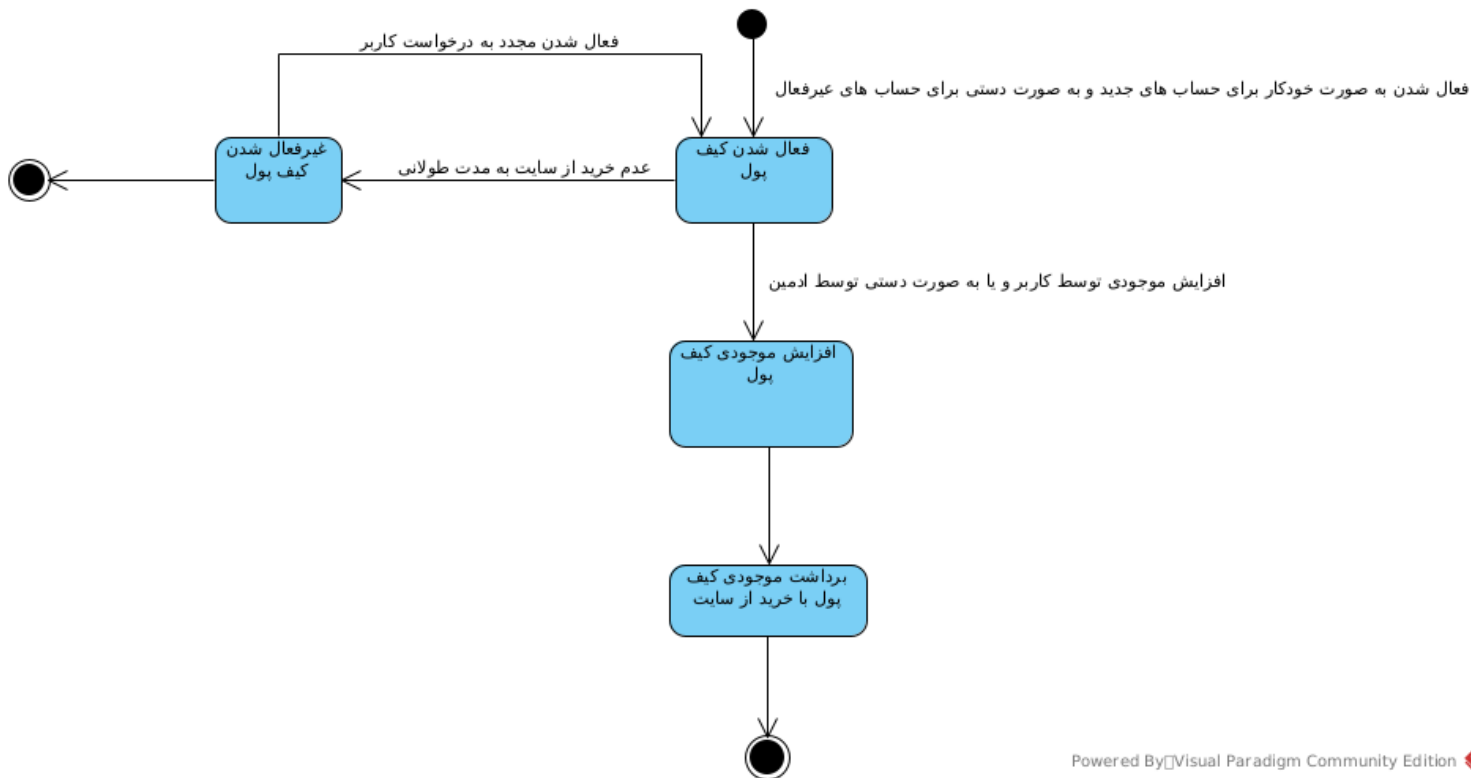 فعال شدن مجدد به درخواست کاربر
فعال شدن به صورت خودکار برای حساب های جدید و به صورت دستی برای حساب های عیرفعال
فعال شدن کیف
پول
عدم خرید از سایت به مدت طولانی
غیرفعال شدن
کیف پول
افزایش موجودی توسط کاربر و یا به صورت دستی توسط ادمین
افزایش موجودی کیف
پول
برداشت موجودی کیف
پول با خرید از سایت
Powered By Visual Paradigm Community Edition